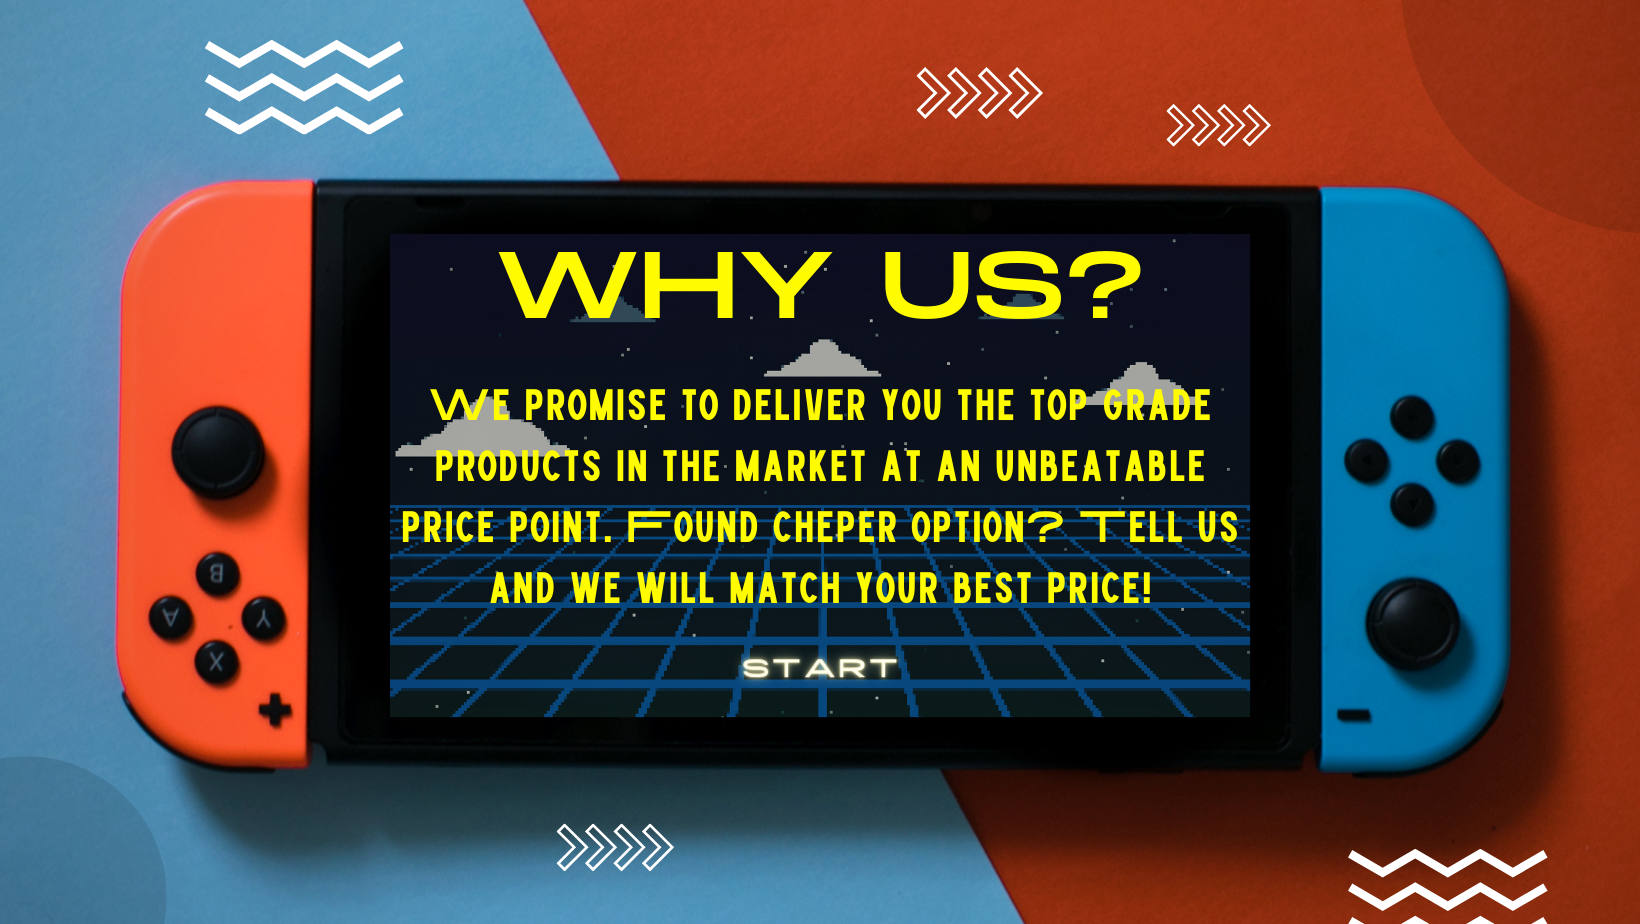 WHY US?
WE PROMISE TO DELIVER YOU THE TOP GRADE
PRODUCTS IN THE MARKET AT AN UNBEATABLE
PRICE POINT. FOUND CHEPER OPTION? TELL US
AND WE WILL MATCH YOUR BEST PRICE!
START
B
A
Y
X